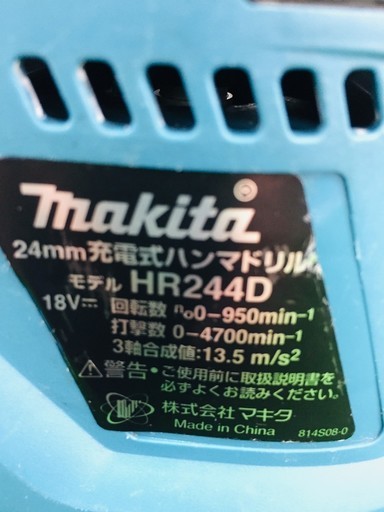 makita
24mm充電式ハンマドリル
モデル HR244D
18V⎓ 回転数 no0-950min-1
打撃数 0-4700min-1
3軸合成値:13.5 m/s2
⚠警告・ご使用前に取扱説明書を
必ずよくお読みください。
株式会社マキタ
Made in China 814S08-0